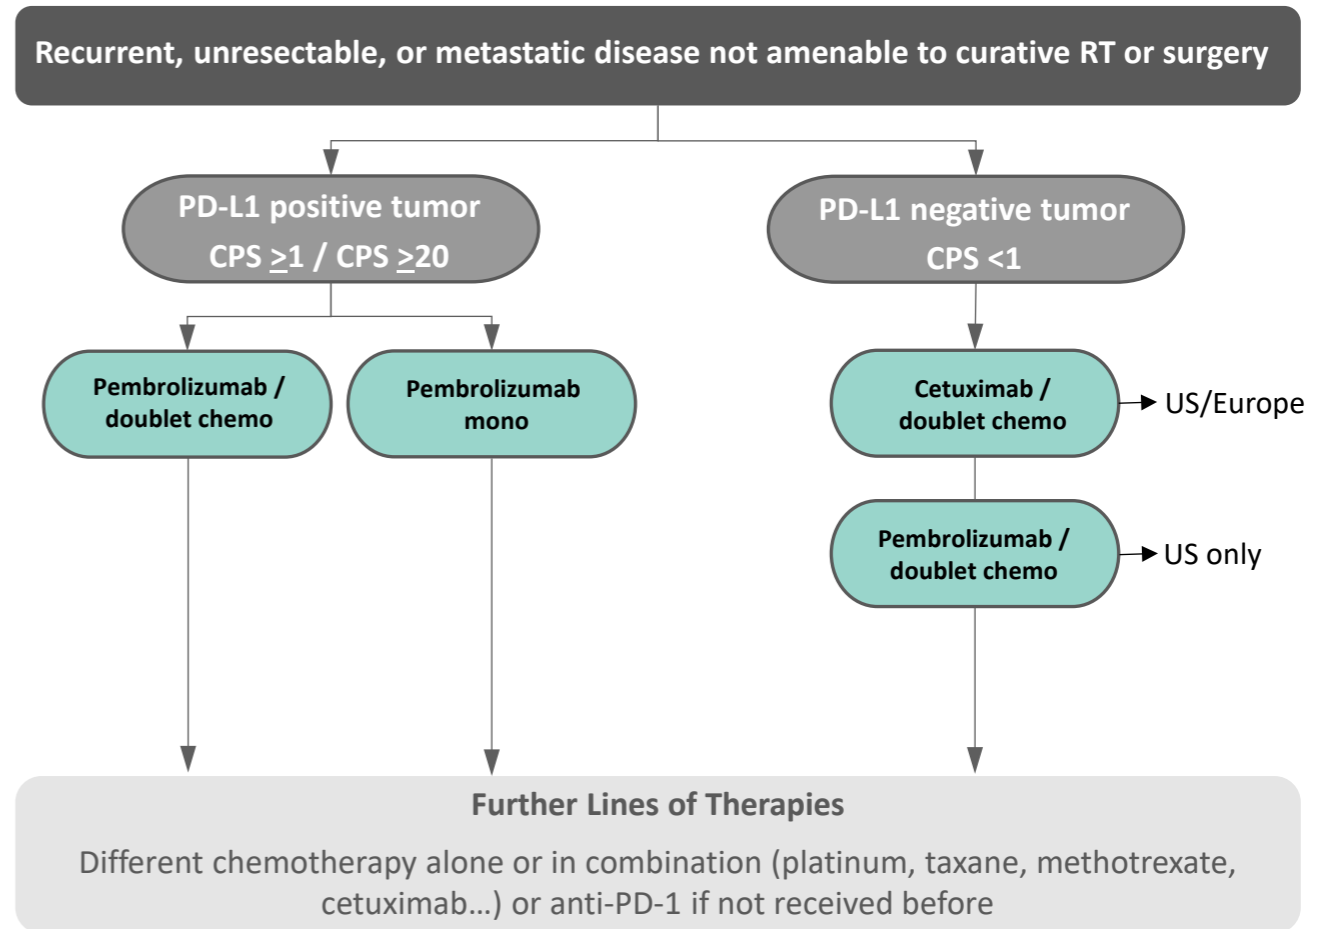 Recurrent, unresectable, or metastatic disease not amenable to curative RT or surgery
PD-L1 positive tumor
CPS ≥1 / CPS ≥20
PD-L1 negative tumor
CPS <1
Pembrolizumab /
doublet chemo
Pembrolizumab
mono
Cetuximab /
doublet chemo
US/Europe
Pembrolizumab /
doublet chemo
US only
Further Lines of Therapies
Different chemotherapy alone or in combination (platinum, taxane, methotrexate,
cetuximab...) or anti-PD-1 if not received before